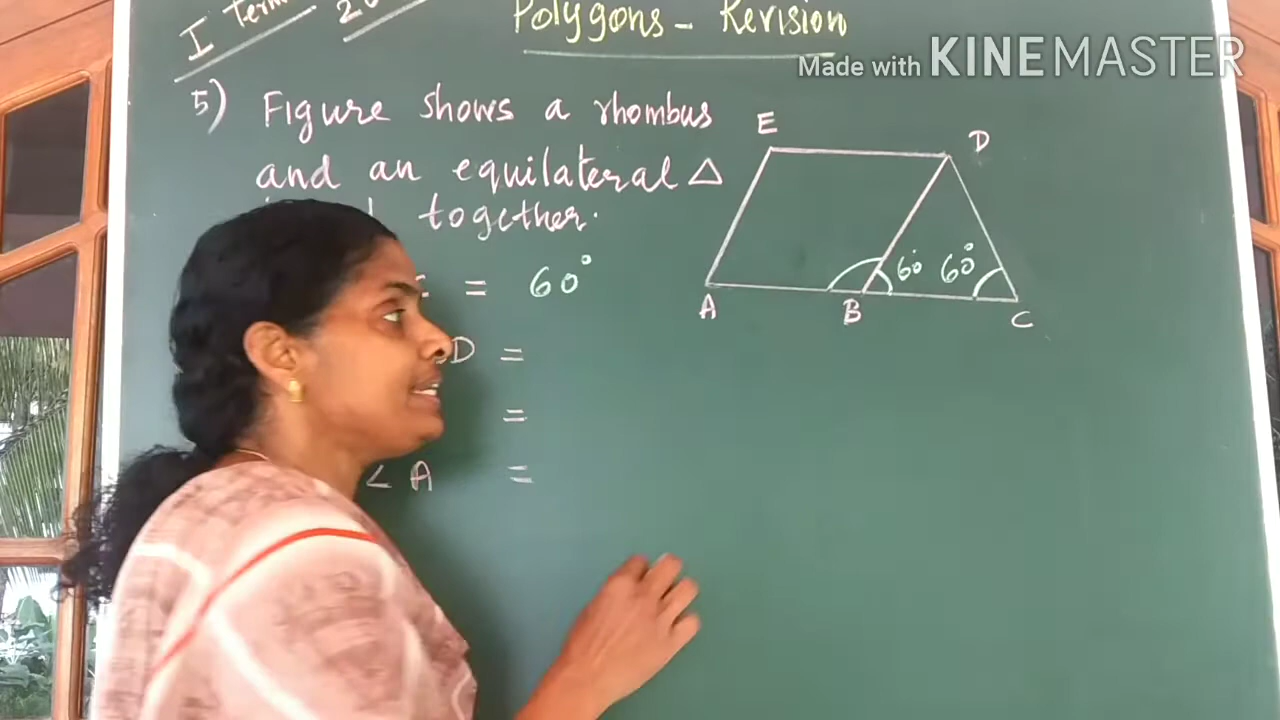 I term
Polygons - Revision
Made with KINEMASTER
5) Figure shows a rhombus
and an equilateral △
together.
= 60°
D =
=
∠ A =
E
D
60° 60°
A
B
C